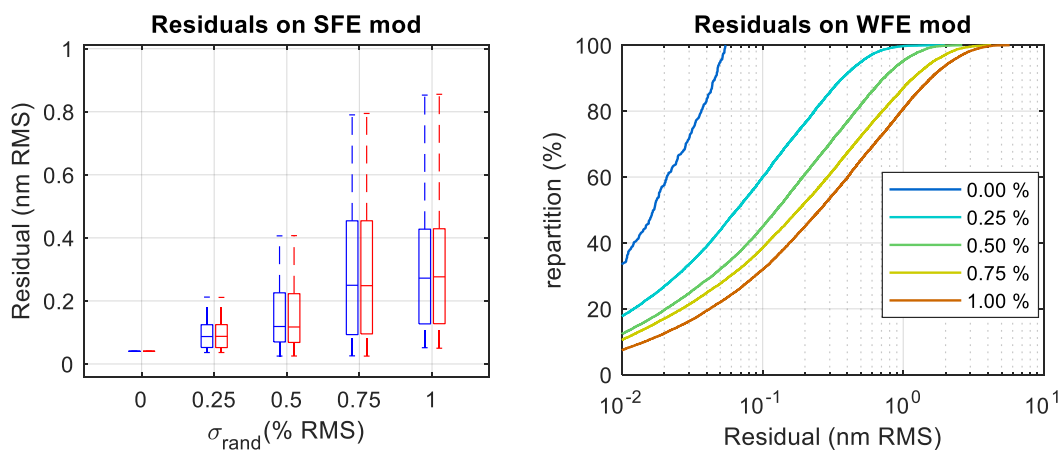 Residuals on SFE mod
Residual (nm RMS)
1
0.8
0.6
0.4
0.2
0
0 0.25 0.5 0.75 1
σrand(% RMS)
Residuals on WFE mod
repartition (%)
100
80
60
40
20
0
0.00 %
0.25 %
0.50 %
0.75 %
1.00 %
10-2 10-1 100 101
Residual (nm RMS)